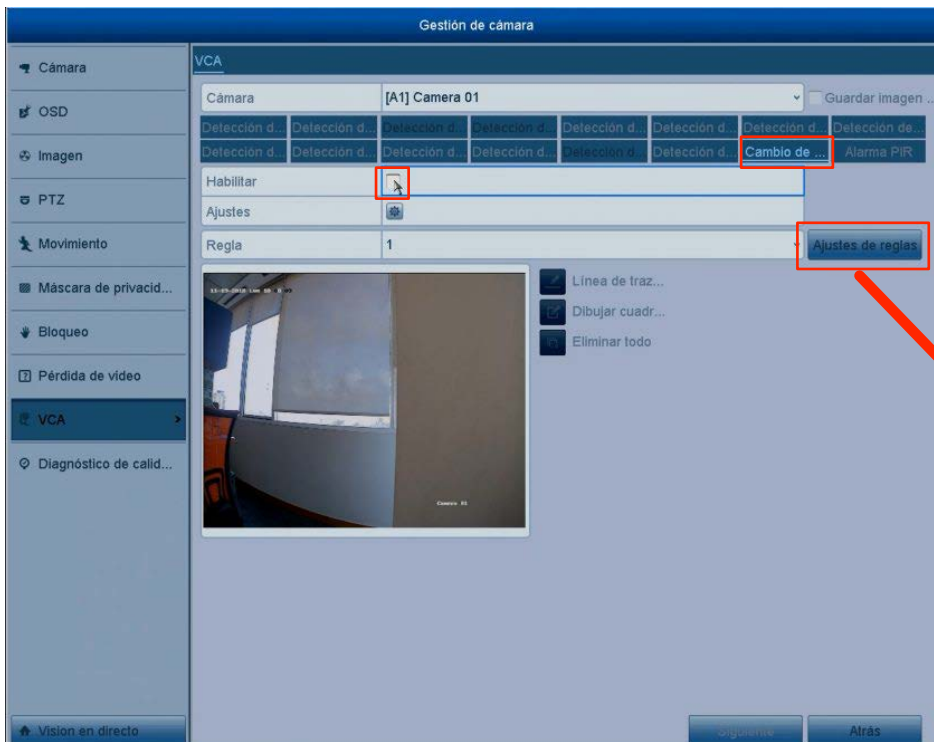 Gestión de cámara
Cámara
OSD
Imagen
PTZ
Movimiento
Máscara de privacid...
Bloqueo
Pérdida de vídeo
VCA
Diagnóstico de calid...
Vision en directo
VCA
Cámara [A1] Camera 01 Guardar imagen ...
Detección d... Detección d... Detección d... Detección d... Detección d... Detección d... Detección d... Detección de...
Detección d... Detección d... Detección d... Detección d... Detección d... Detección d... Cambio de ... Alarma PIR
Habilitar
Ajustes
Regla 1 Ajustes de reglas
Línea de traz...
Dibujar cuadr...
Eliminar todo
Camera 01
Siguiente Atrás